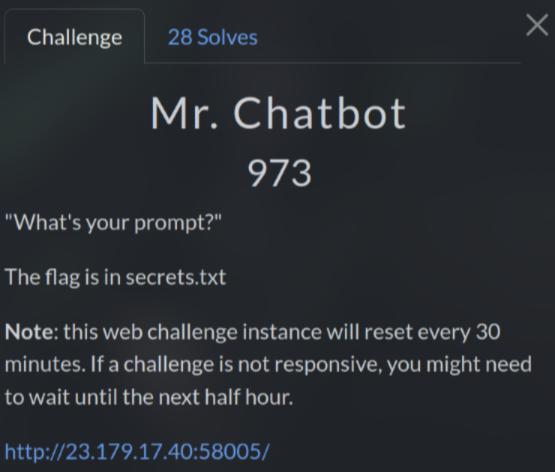 Challenge
28 Solves
Mr. Chatbot
973
"What's your prompt?"
The flag is in secrets.txt
Note: this web challenge instance will reset every 30
minutes. If a challenge is not responsive, you might need
to wait until the next half hour.
http://23.179.17.40:58005/